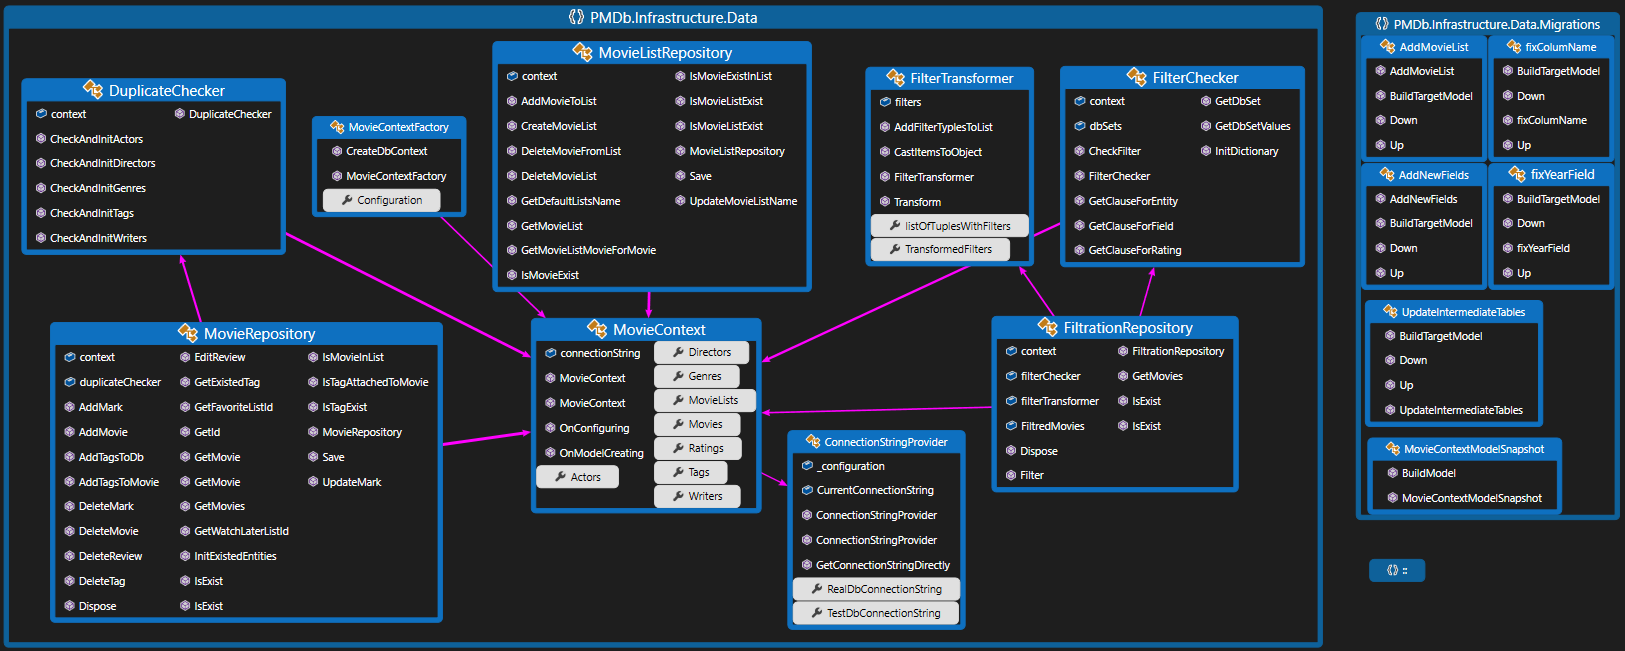 PMDb.Infrastructure.Data
DuplicateChecker
context
CheckAndInitActors
CheckAndInitDirectors
CheckAndInitGenres
CheckAndInitTags
CheckAndInitWriters
DuplicateChecker
MovieContextFactory
CreateDbContext
MovieContextFactory
Configuration
MovieListRepository
context
AddMovieToList
CreateMovieList
DeleteMovieFromList
DeleteMovieList
GetDefaultListsName
GetMovieList
GetMovieListMovieForMovie
IsMovieExist
IsMovieExistInList
IsMovieListExist
IsMovieListExist
MovieListRepository
Save
UpdateMovieListName
FilterTransformer
filters
AddFilterTyplesToList
CastItemsToObject
FilterTransformer
Transform
listOfTuplesWithFilters
TransformedFilters
FilterChecker
context
dbSets
CheckFilter
FilterChecker
GetClauseForEntity
GetClauseForField
GetClauseForRating
GetDbSet
GetDbSetValues
InitDictionary
MovieRepository
context
duplicateChecker
AddMark
AddMovie
AddTagsToDb
AddTagsToMovie
DeleteMark
DeleteMovie
DeleteReview
DeleteTag
Dispose
EditReview
GetExistedTag
GetFavoriteListId
GetId
GetMovie
GetMovie
GetMovies
GetWatchLaterListId
InitExistedEntities
IsExist
IsExist
IsMovieInList
IsTagAttachedToMovie
IsTagExist
MovieRepository
Save
UpdateMark
MovieContext
connectionString
MovieContext
MovieContext
OnConfiguring
OnModelCreating
Actors
Directors
Genres
MovieLists
Movies
Ratings
Tags
Writers
ConnectionStringProvider
_configuration
CurrentConnectionString
ConnectionStringProvider
ConnectionStringProvider
GetConnectionStringDirectly
RealDbConnectionString
TestDbConnectionString
FiltrationRepository
context
filterChecker
filterTransformer
FiltredMovies
Dispose
Filter
FiltrationRepository
GetMovies
IsExist
IsExist
PMDb.Infrastructure.Data.Migrations
AddMovieList
AddMovieList
BuildTargetModel
Down
Up
fixColumName
BuildTargetModel
Down
fixColumName
Up
AddNewFields
AddNewFields
BuildTargetModel
Down
Up
fixYearField
BuildTargetModel
Down
fixYearField
Up
UpdateIntermediateTables
BuildTargetModel
Down
Up
UpdateIntermediateTables
MovieContextModelSnapshot
BuildModel
MovieContextModelSnapshot
::